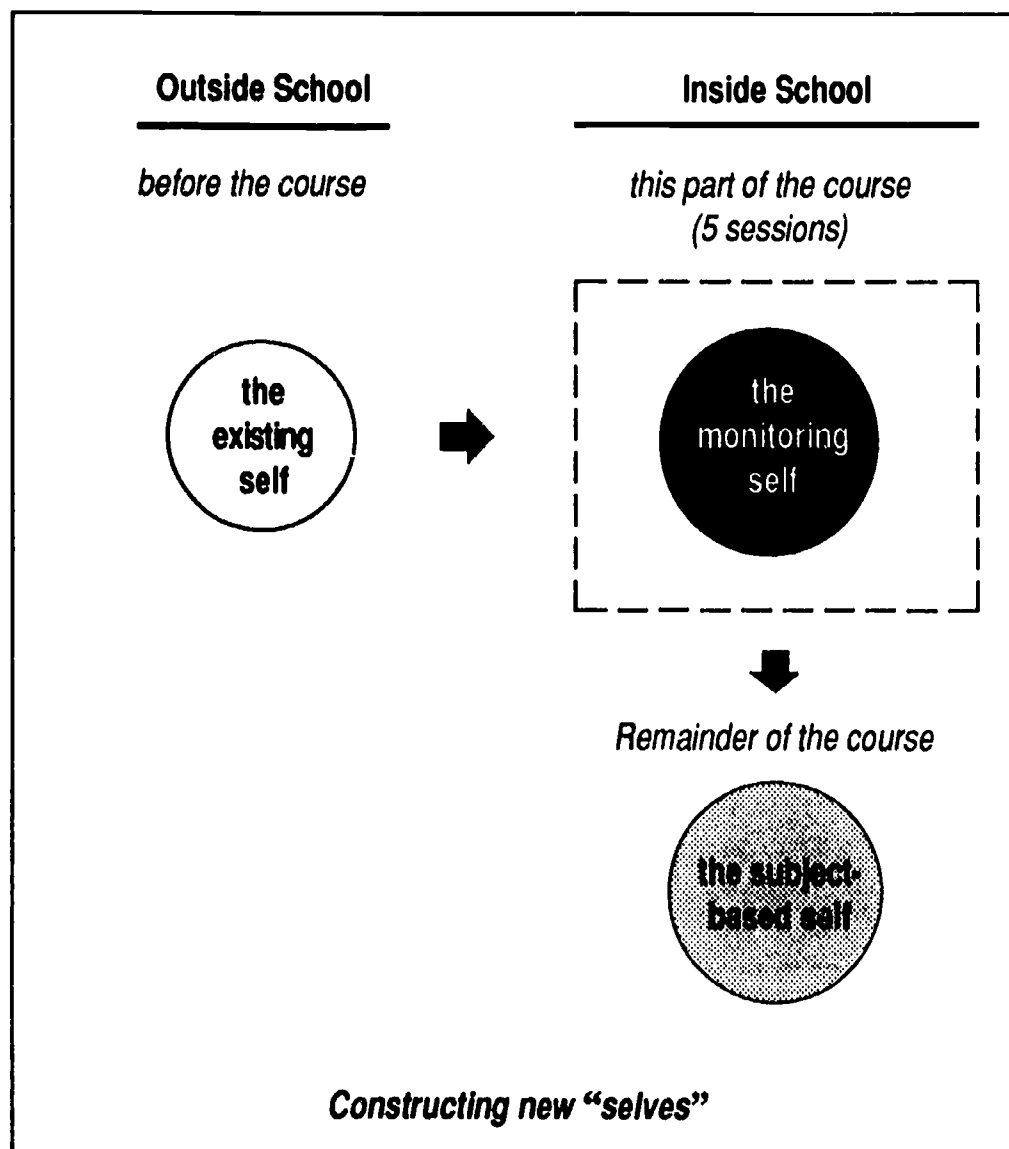 Outside School
before the course
the
existing
self
Inside School
this part of the course
(5 sessions)
the
monitoring
self
Remainder of the course
the subject-
based self
Constructing new “selves”